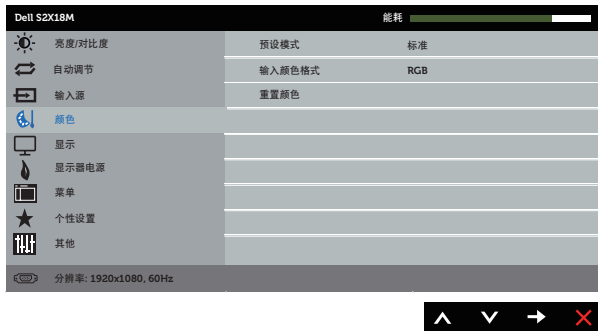 Dell S2X18M 能耗
亮度/对比度 预设模式 标准
自动调节 输入颜色格式 RGB
输入源 重置颜色
颜色
显示
显示器电源
菜单
个性设置
其他
分辨率: 1920x1080, 60Hz